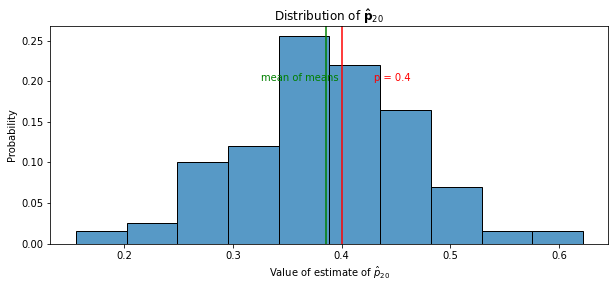 Distribution of p̂₂₀
0.25
0.20
0.15
0.10
0.05
0.00
Probability
mean of means
p = 0.4
0.2 0.3 0.4 0.5 0.6
Value of estimate of p̂₂₀